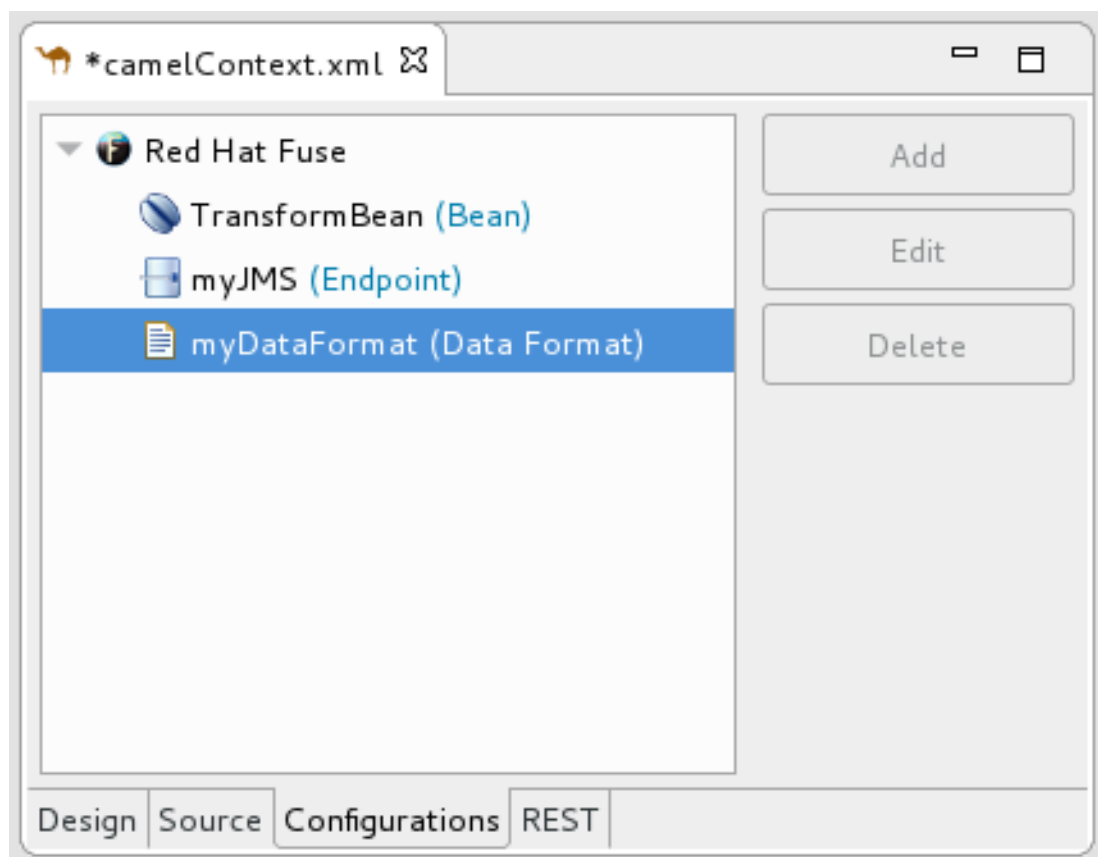 *camelContext.xml
Red Hat Fuse
TransformBean (Bean)
myJMS (Endpoint)
myDataFormat (Data Format)
Add
Edit
Delete
Design Source Configurations REST